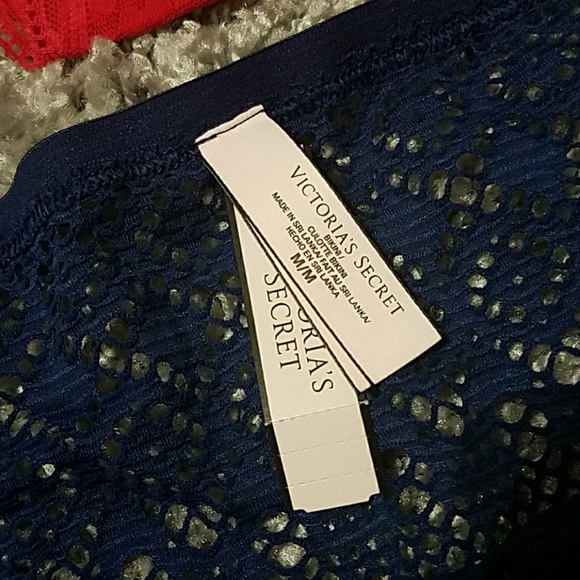 VICTORIA'S SECRET
BIKINI/
CULOTTE BIKINI
MADE IN SRI LANKA/ FAIT AU SRI LANKA/
HECHO EN SRI LANKA
M/M
ORIA'S
SECRET